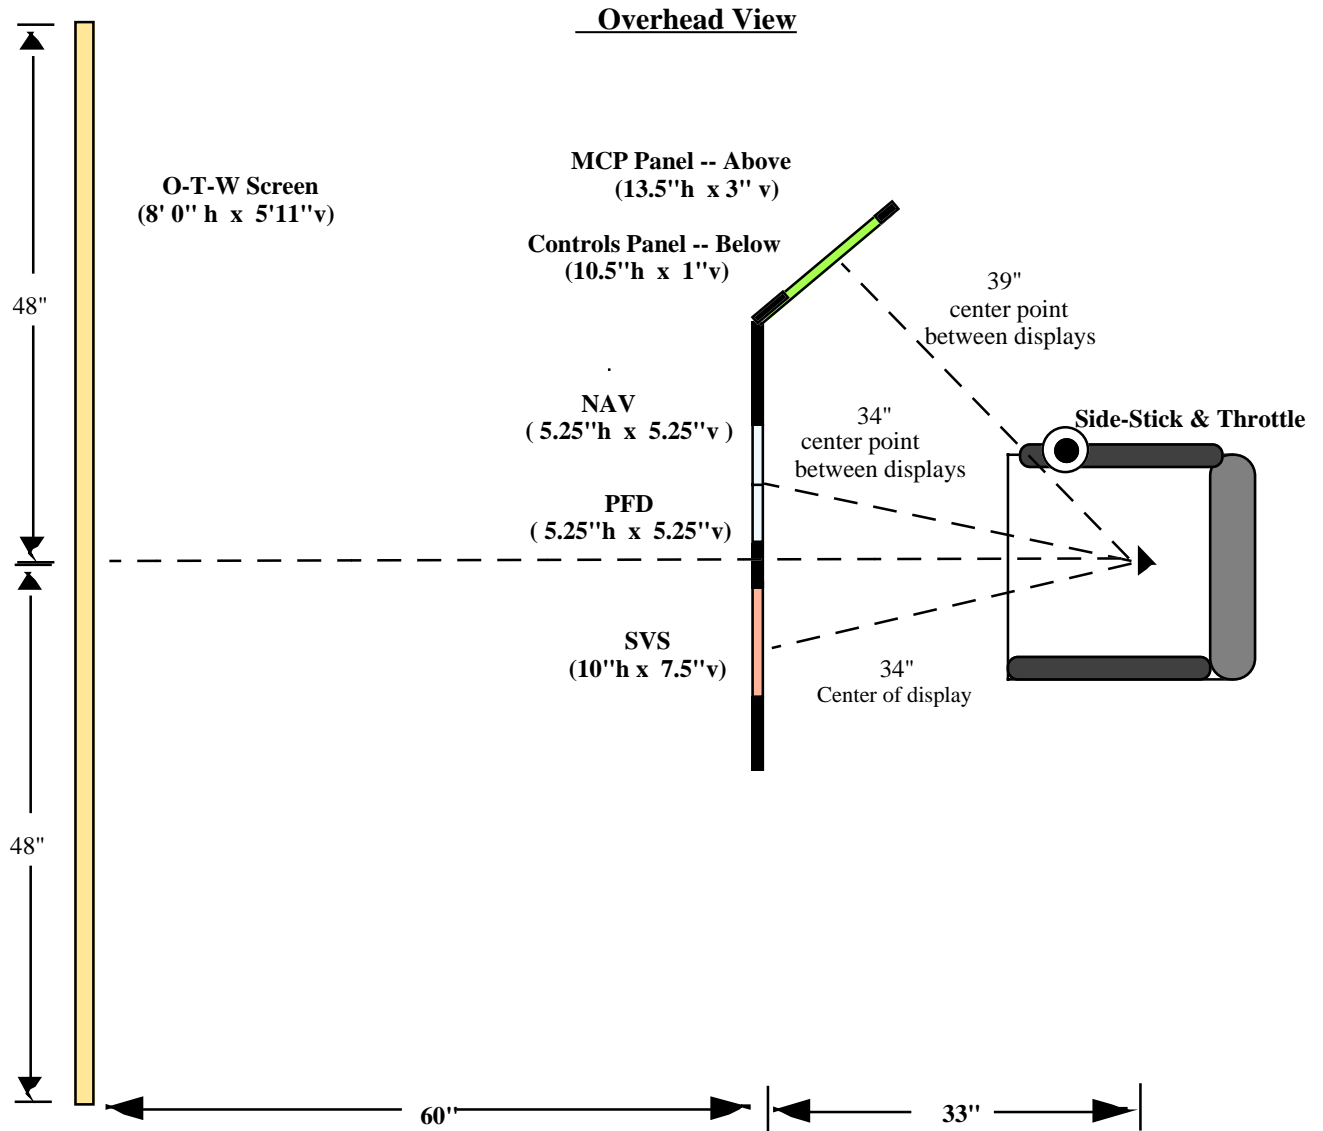 Overhead View
MCP Panel -- Above
(13.5"h x 3" v)
O-T-W Screen
(8' 0" h x 5'11"v)
Controls Panel -- Below
(10.5"h x 1"v)
39"
center point
between displays
48"
NAV
( 5.25"h x 5.25"v )
34"
center point
between displays
Side-Stick & Throttle
PFD
( 5.25"h x 5.25"v)
SVS
(10"h x 7.5"v)
34"
Center of display
48"
60"
33"